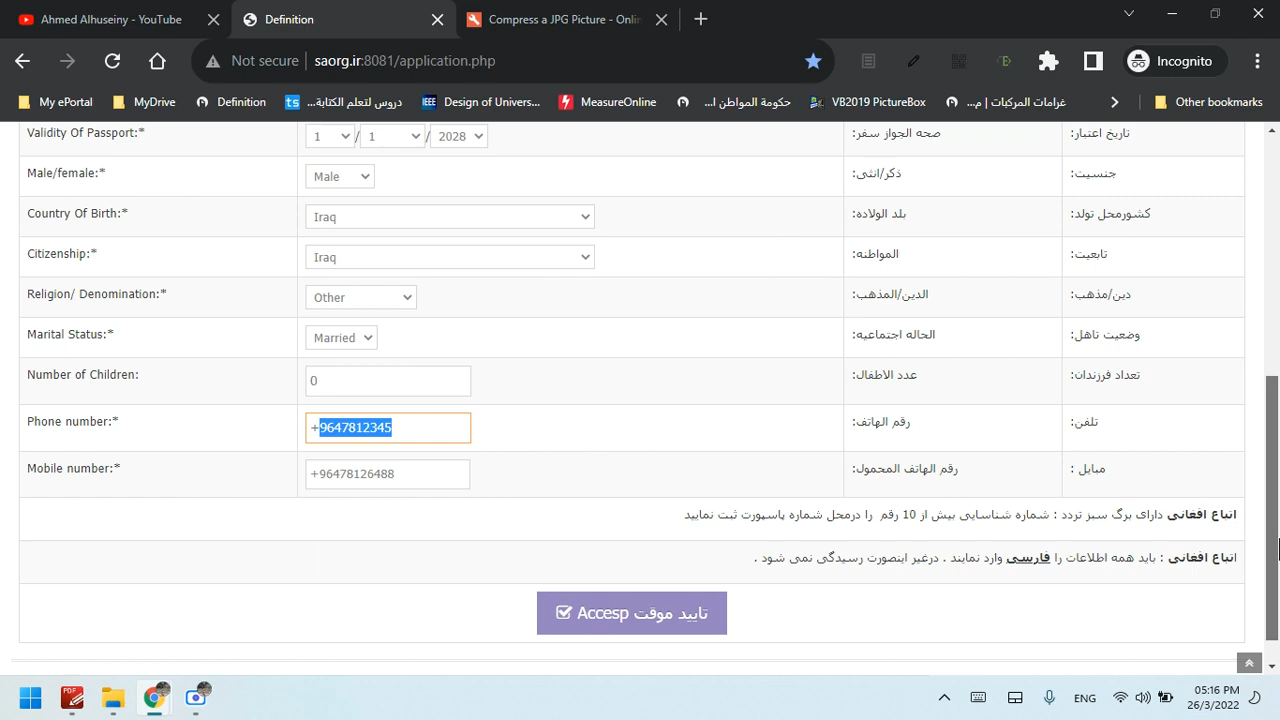 Ahmed Alhuseiny - YouTube
Definition
Compress a JPG Picture - Onlin
Not secure
saorg.ir:8081/application.php
Incognito
My ePortal
MyDrive
Definition
دروس لتعلم الكتابة...
Design of Univers...
MeasureOnline
حكومة المواطن ا...
VB2019 PictureBox
غرامات المركبات | م...
Other bookmarks
Validity Of Passport:*
1 / 1 / 2028
صحه الجواز سفر:
تاریخ اعتبار:
Male/female:*
Male
ذکر/انثی:
جنسیت:
Country Of Birth:*
Iraq
بلد الولاده:
کشورمحل تولد:
Citizenship:*
Iraq
المواطنه:
تابعیت:
Religion/ Denomination:*
Other
الدین/المذهب:
دین/مذهب:
Marital Status:*
Married
الحاله اجتماعیه:
وضعیت تاهل:
Number of Children:
0
عدد الاطفال:
تعداد فرزندان:
Phone number:*
+9647812345
رقم الهاتف:
تلفن:
Mobile number:*
+96478126488
رقم الهاتف المحمول:
مبایل :
اتباع افغانی دارای برگ سبز تردد : شماره شناسایی بیش از 10 رقم را درمحل شماره پاسپورت ثبت نمایید
اتباع افغانی : باید همه اطلاعات را فارسی وارد نمایند . درغیر اینصورت رسیدگی نمی شود .
تایید موقت Accesp
PDF
ENG
05:16 PM
26/3/2022